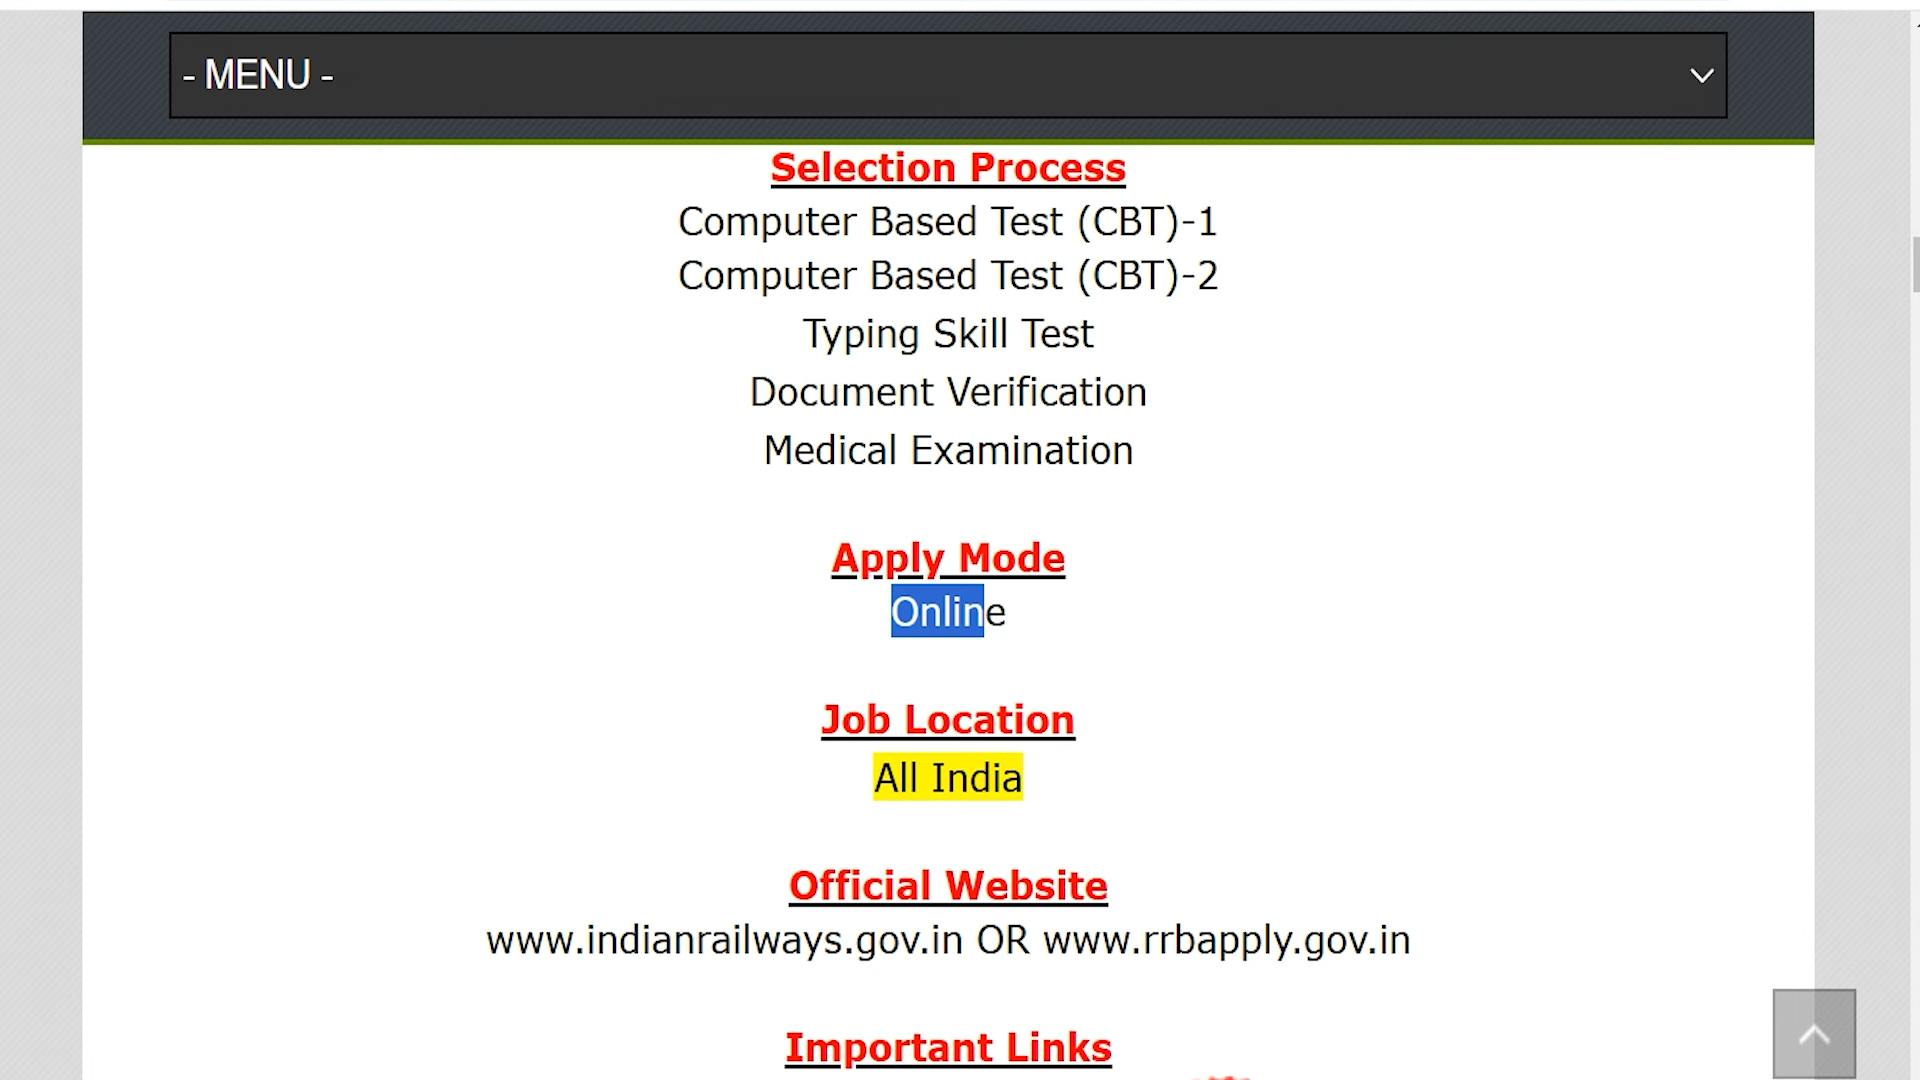 - MENU -
Selection Process
Computer Based Test (CBT)-1
Computer Based Test (CBT)-2
Typing Skill Test
Document Verification
Medical Examination
Apply Mode
Online
Job Location
All India
Official Website
www.indianrailways.gov.in OR www.rrbapply.gov.in
Important Links